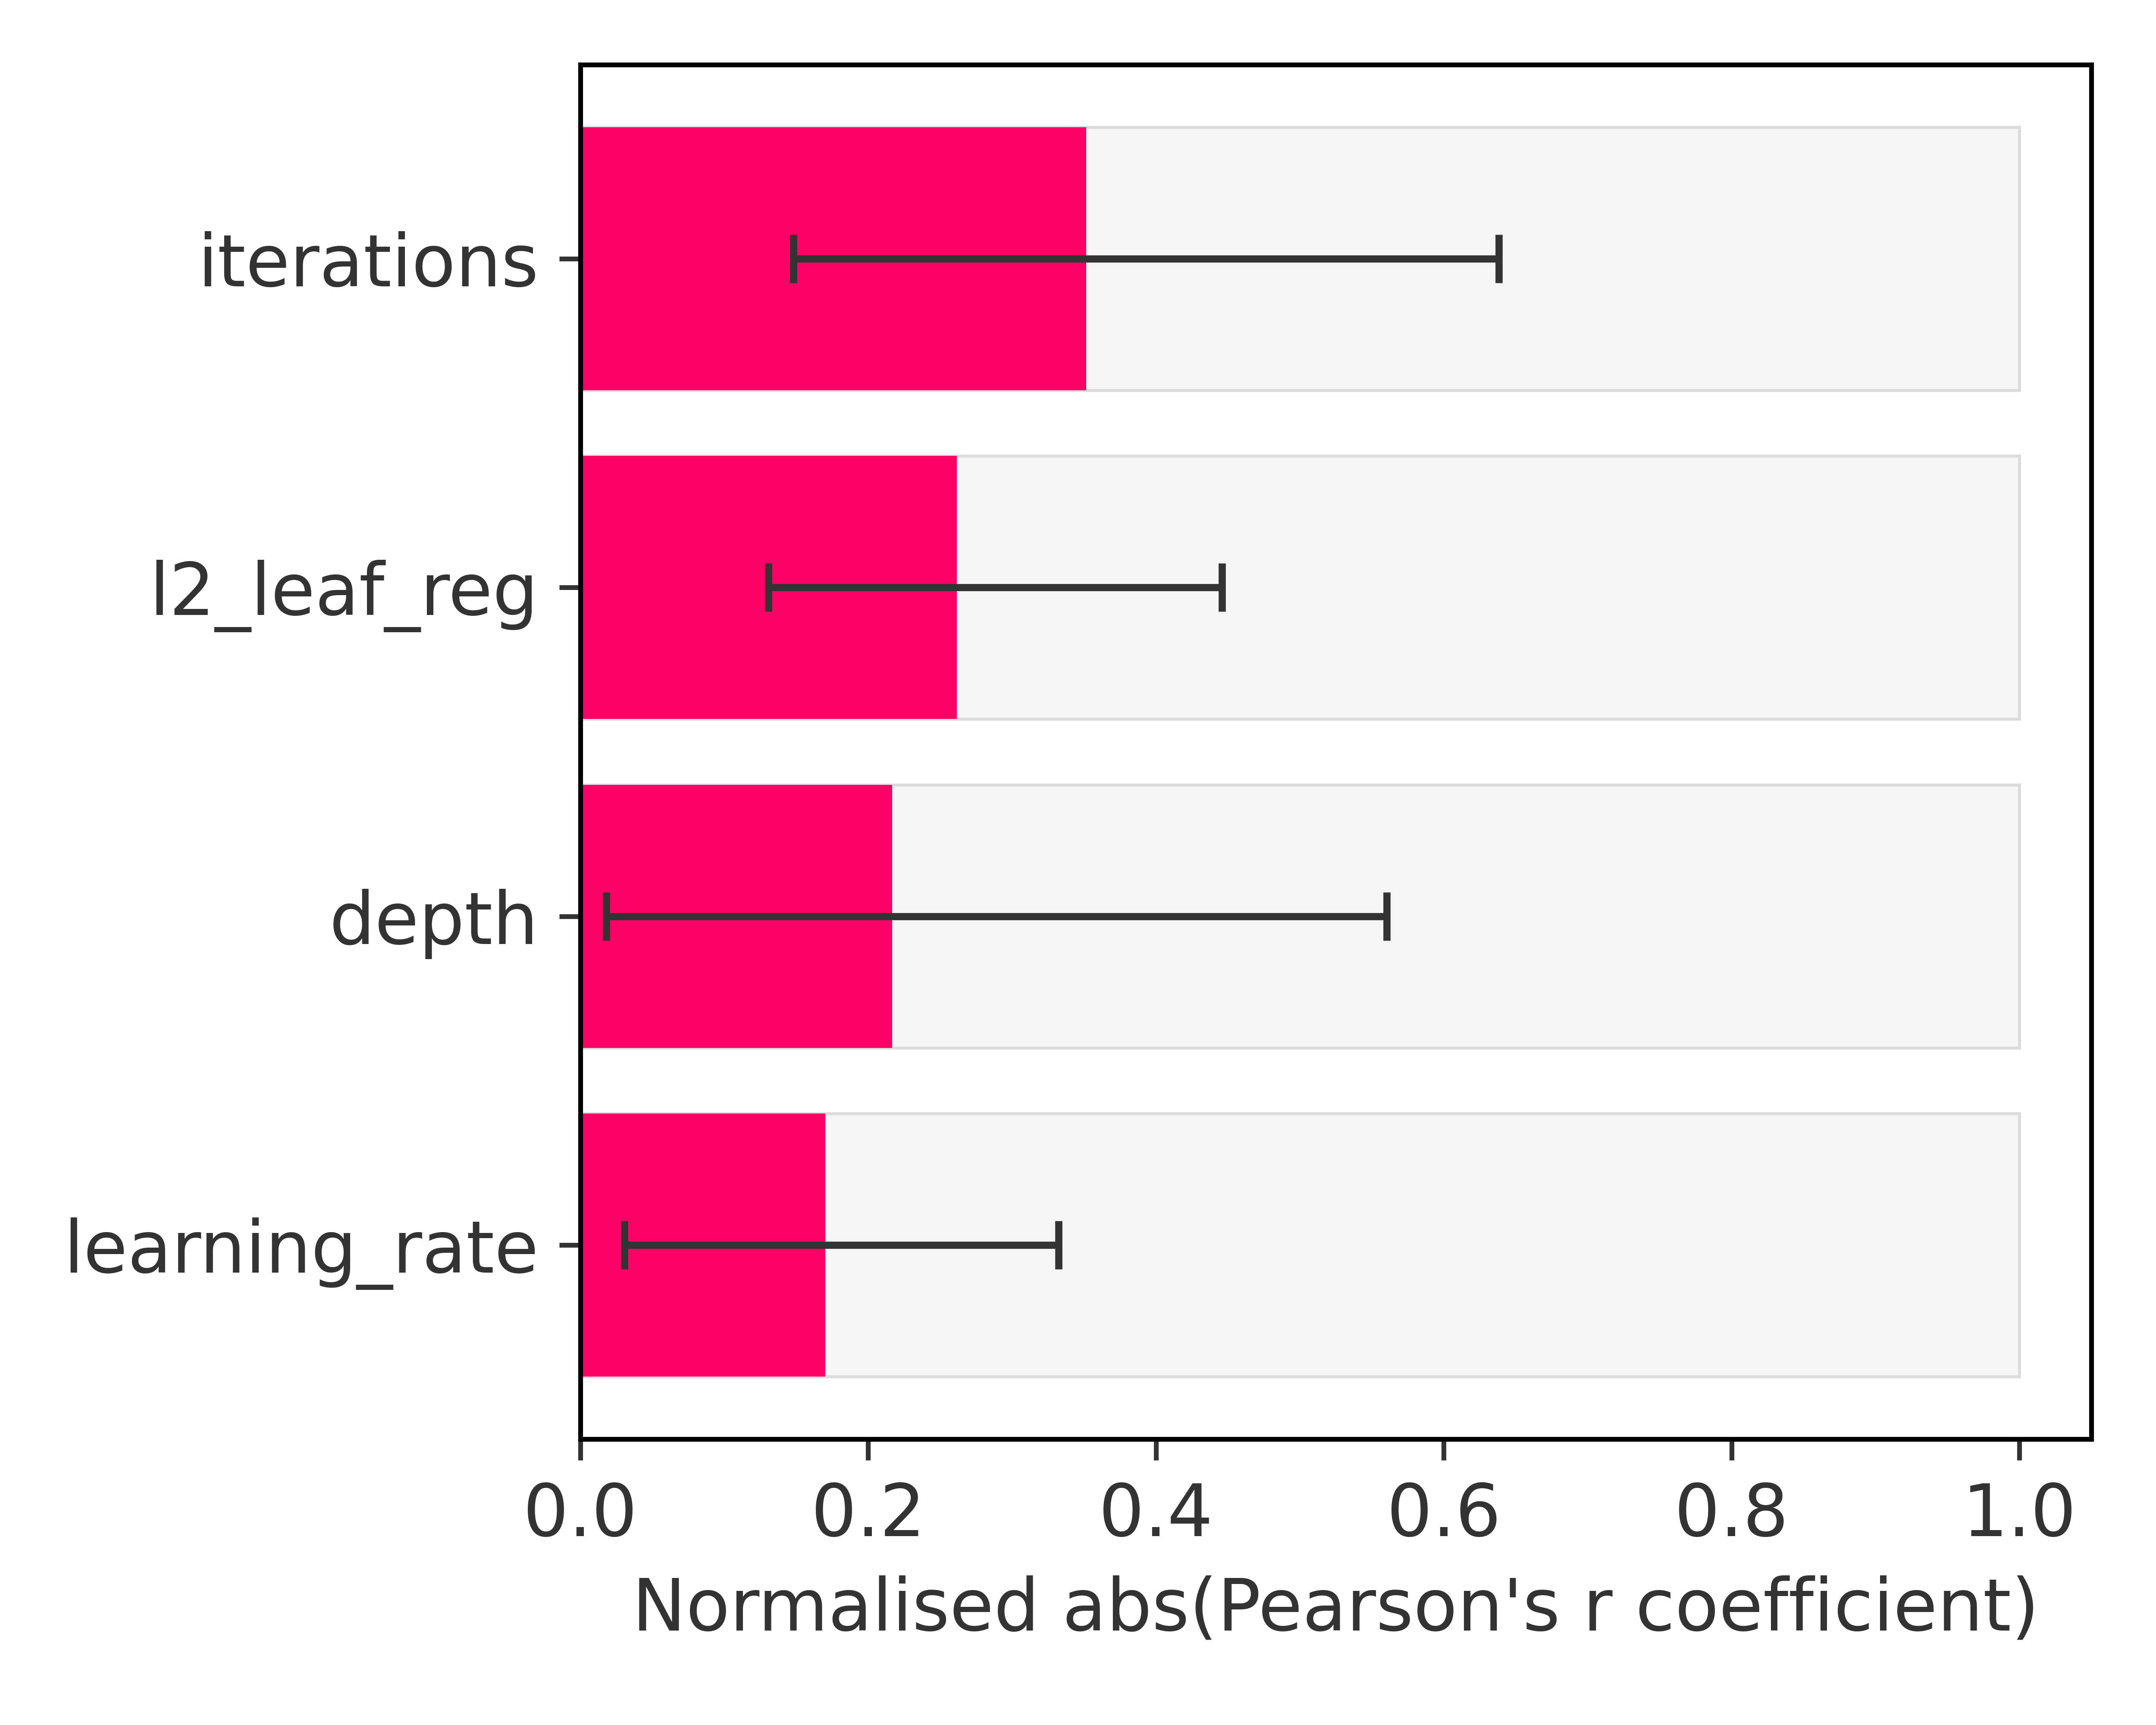 iterations
l2_leaf_reg
depth
learning_rate
0.0 0.2 0.4 0.6 0.8 1.0
Normalised abs(Pearson's r coefficient)